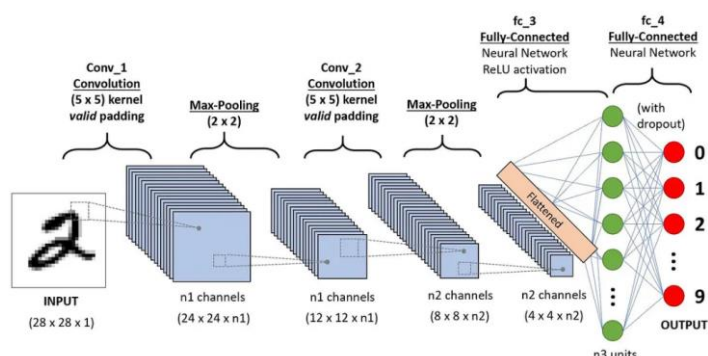 fc_3
Fully-Connected
Neural Network
ReLU activation
fc_4
Fully-Connected
Neural Network
Conv_1
Convolution
(5 x 5) kernel
valid padding
Max-Pooling
(2 x 2)
Conv_2
Convolution
(5 x 5) kernel
valid padding
Max-Pooling
(2 x 2)
(with
dropout)
0
1
2
9
Flattened
2
INPUT
(28 x 28 x 1)
n1 channels
(24 x 24 x n1)
n1 channels
(12 x 12 x n1)
n2 channels
(8 x 8 x n2)
n2 channels
(4 x 4 x n2)
OUTPUT
n3 units